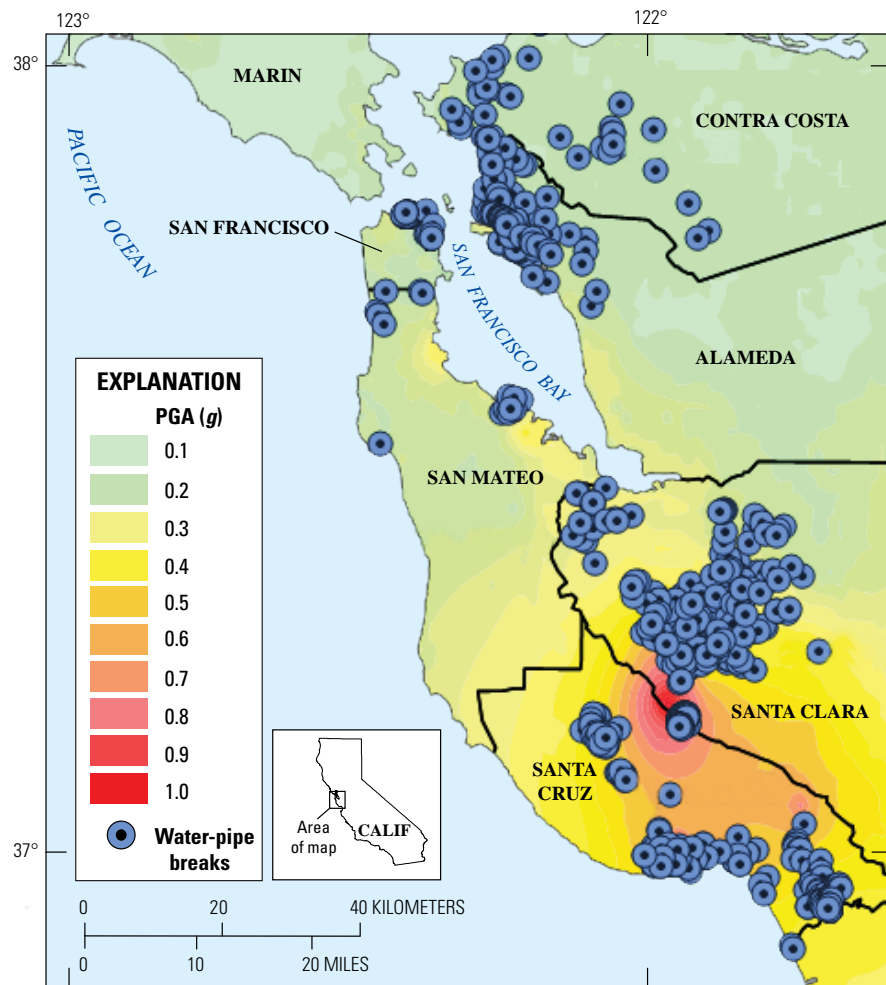 123°
122°
38°
MARIN
CONTRA COSTA
PACIFIC OCEAN
SAN FRANCISCO
SAN FRANCISCO BAY
ALAMEDA
EXPLANATION
PGA (g)
0.1
0.2
0.3
0.4
0.5
0.6
0.7
0.8
0.9
1.0
Water-pipe
breaks
SAN MATEO
SANTA CLARA
SANTA
CRUZ
Area
of map
CALIF
37°
0 20 40 KILOMETERS
0 10 20 MILES